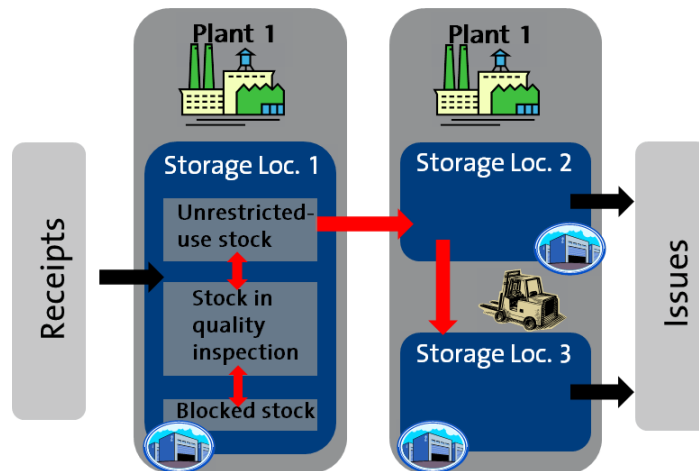 Plant 1
Plant 1
Receipts
Storage Loc. 1
Unrestricted-
use stock
Stock in
quality
inspection
Blocked stock
Storage Loc. 2
Storage Loc. 3
Issues